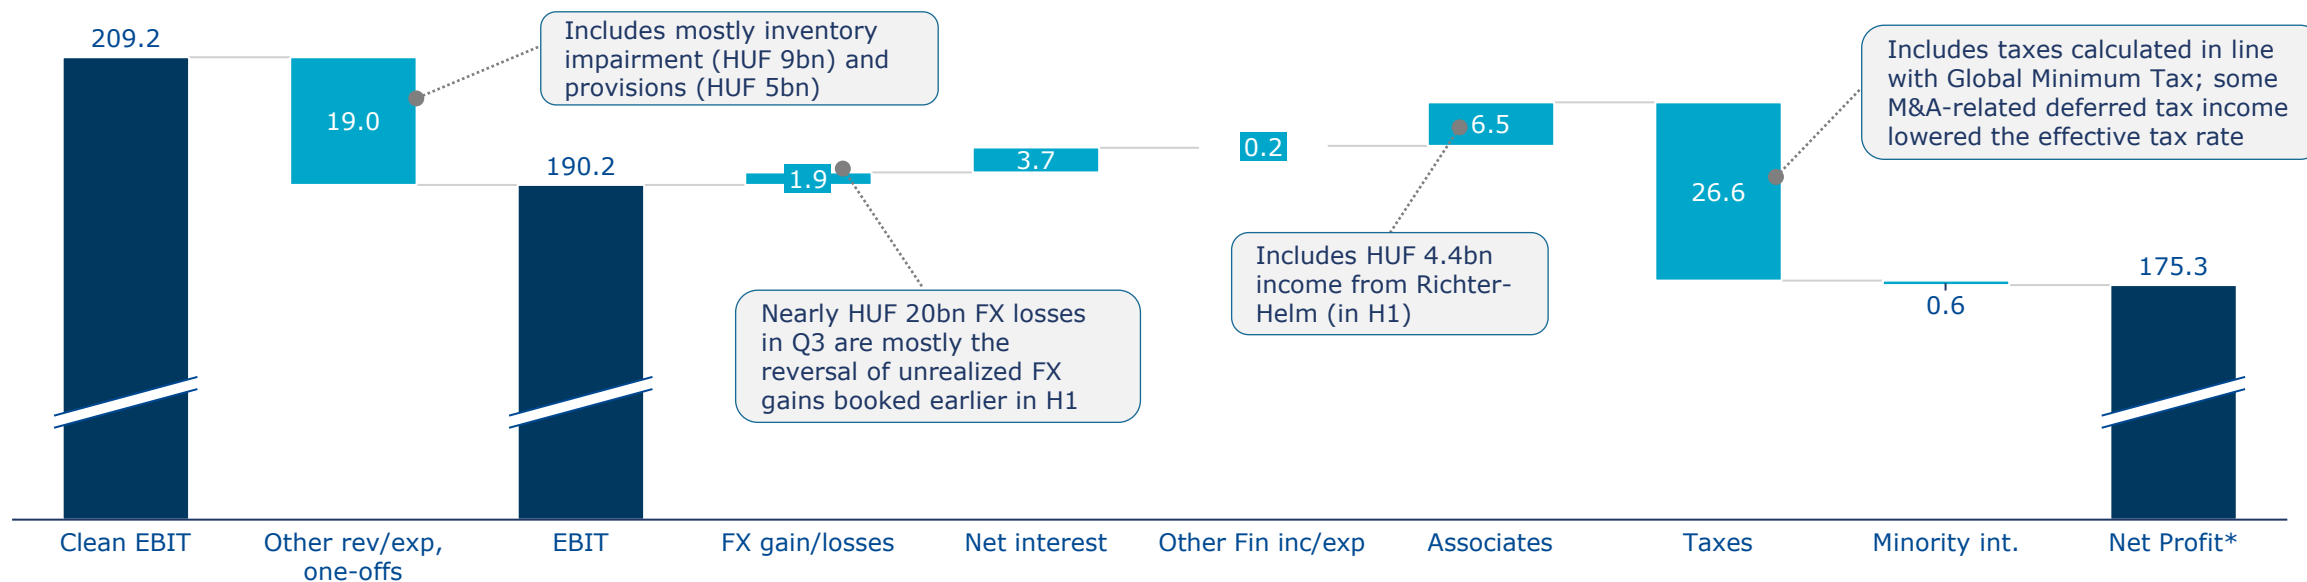 209.2
19.0
Includes mostly inventory
impairment (HUF 9bn) and
provisions (HUF 5bn)
190.2
1.9
Nearly HUF 20bn FX losses
in Q3 are mostly the
reversal of unrealized FX
gains booked earlier in H1
3.7
0.2
6.5
Includes HUF 4.4bn
income from Richter-
Helm (in H1)
26.6
Includes taxes calculated in line
with Global Minimum Tax; some
M&A-related deferred tax income
lowered the effective tax rate
0.6
175.3
Clean EBIT
Other rev/exp,
one-offs
EBIT
FX gain/losses
Net interest
Other Fin inc/exp
Associates
Taxes
Minority int.
Net Profit*